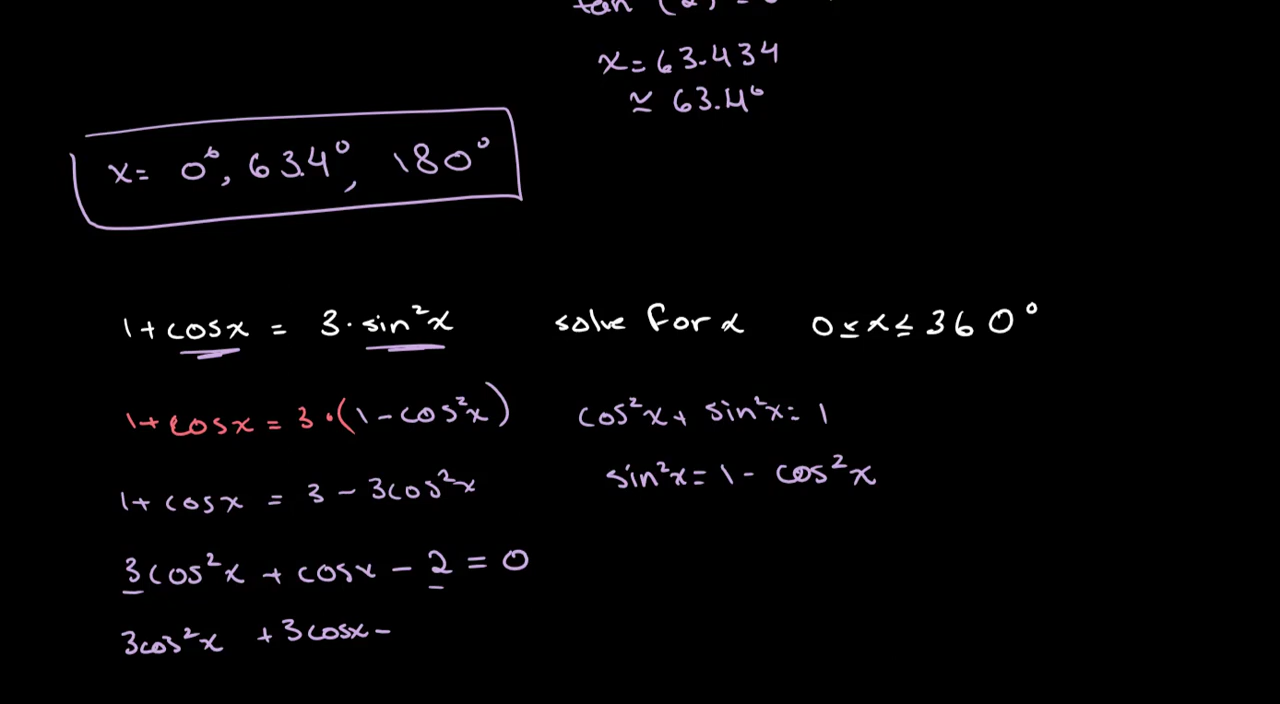 x = 63.434
≃ 63.4°
x = 0°, 63.4°, 180°
1 + cosx = 3 · sin²x solve for x 0 ≤ x ≤ 360°
1 + cosx = 3 · (1 - cos²x) cos²x + sin²x = 1
1 + cosx = 3 - 3cos²x sin²x = 1 - cos²x
3cos²x + cosx - 2 = 0
3cos²x + 3cosx -